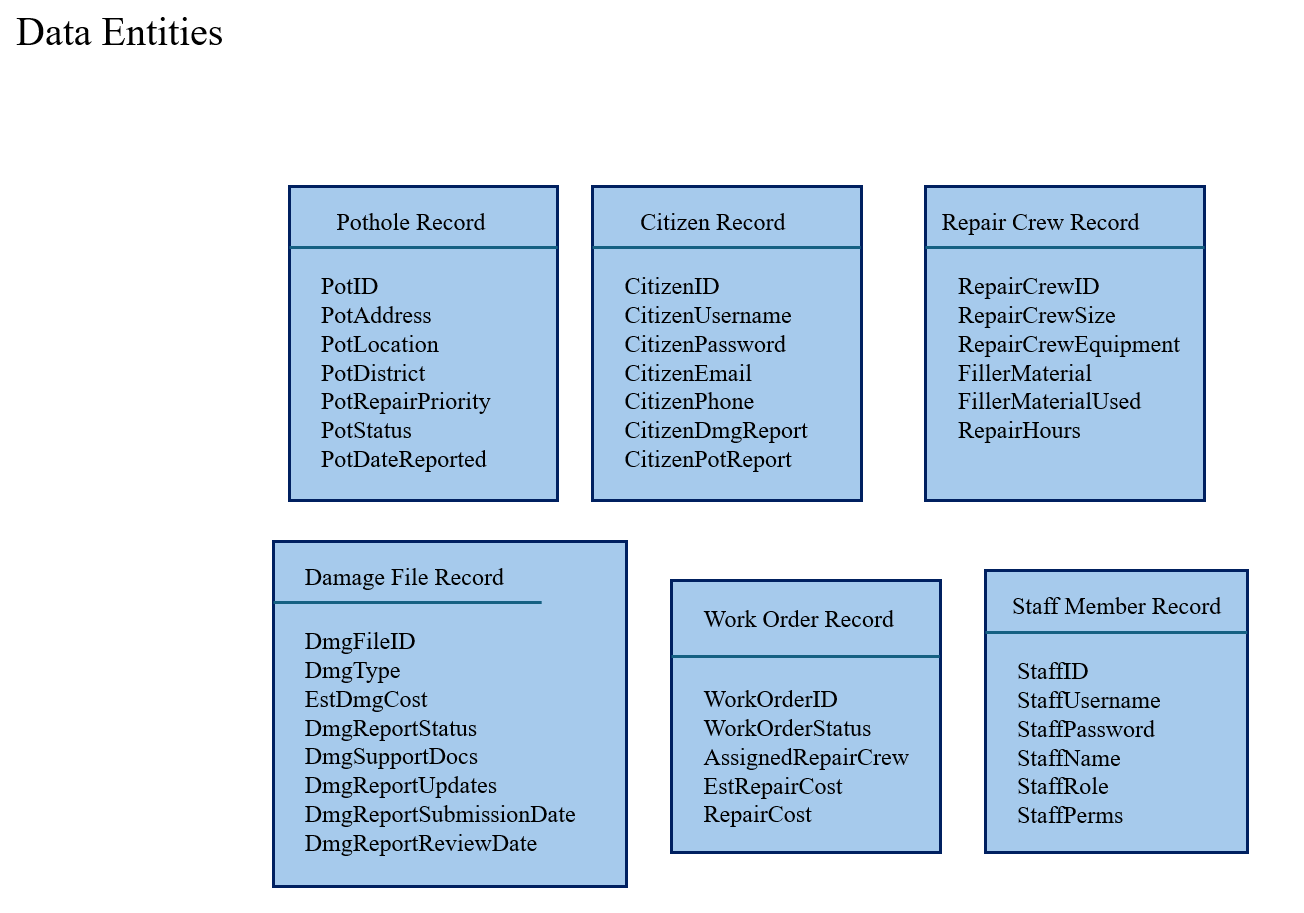 Data Entities
Pothole Record
PotID
PotAddress
PotLocation
PotDistrict
PotRepairPriority
PotStatus
PotDateReported
Citizen Record
CitizenID
CitizenUsername
CitizenPassword
CitizenEmail
CitizenPhone
CitizenDmgReport
CitizenPotReport
Repair Crew Record
RepairCrewID
RepairCrewSize
RepairCrewEquipment
FillerMaterial
FillerMaterialUsed
RepairHours
Damage File Record
DmgFileID
DmgType
EstDmgCost
DmgReportStatus
DmgSupportDocs
DmgReportUpdates
DmgReportSubmissionDate
DmgReportReviewDate
Work Order Record
WorkOrderID
WorkOrderStatus
AssignedRepairCrew
EstRepairCost
RepairCost
Staff Member Record
StaffID
StaffUsername
StaffPassword
StaffName
StaffRole
StaffPerms